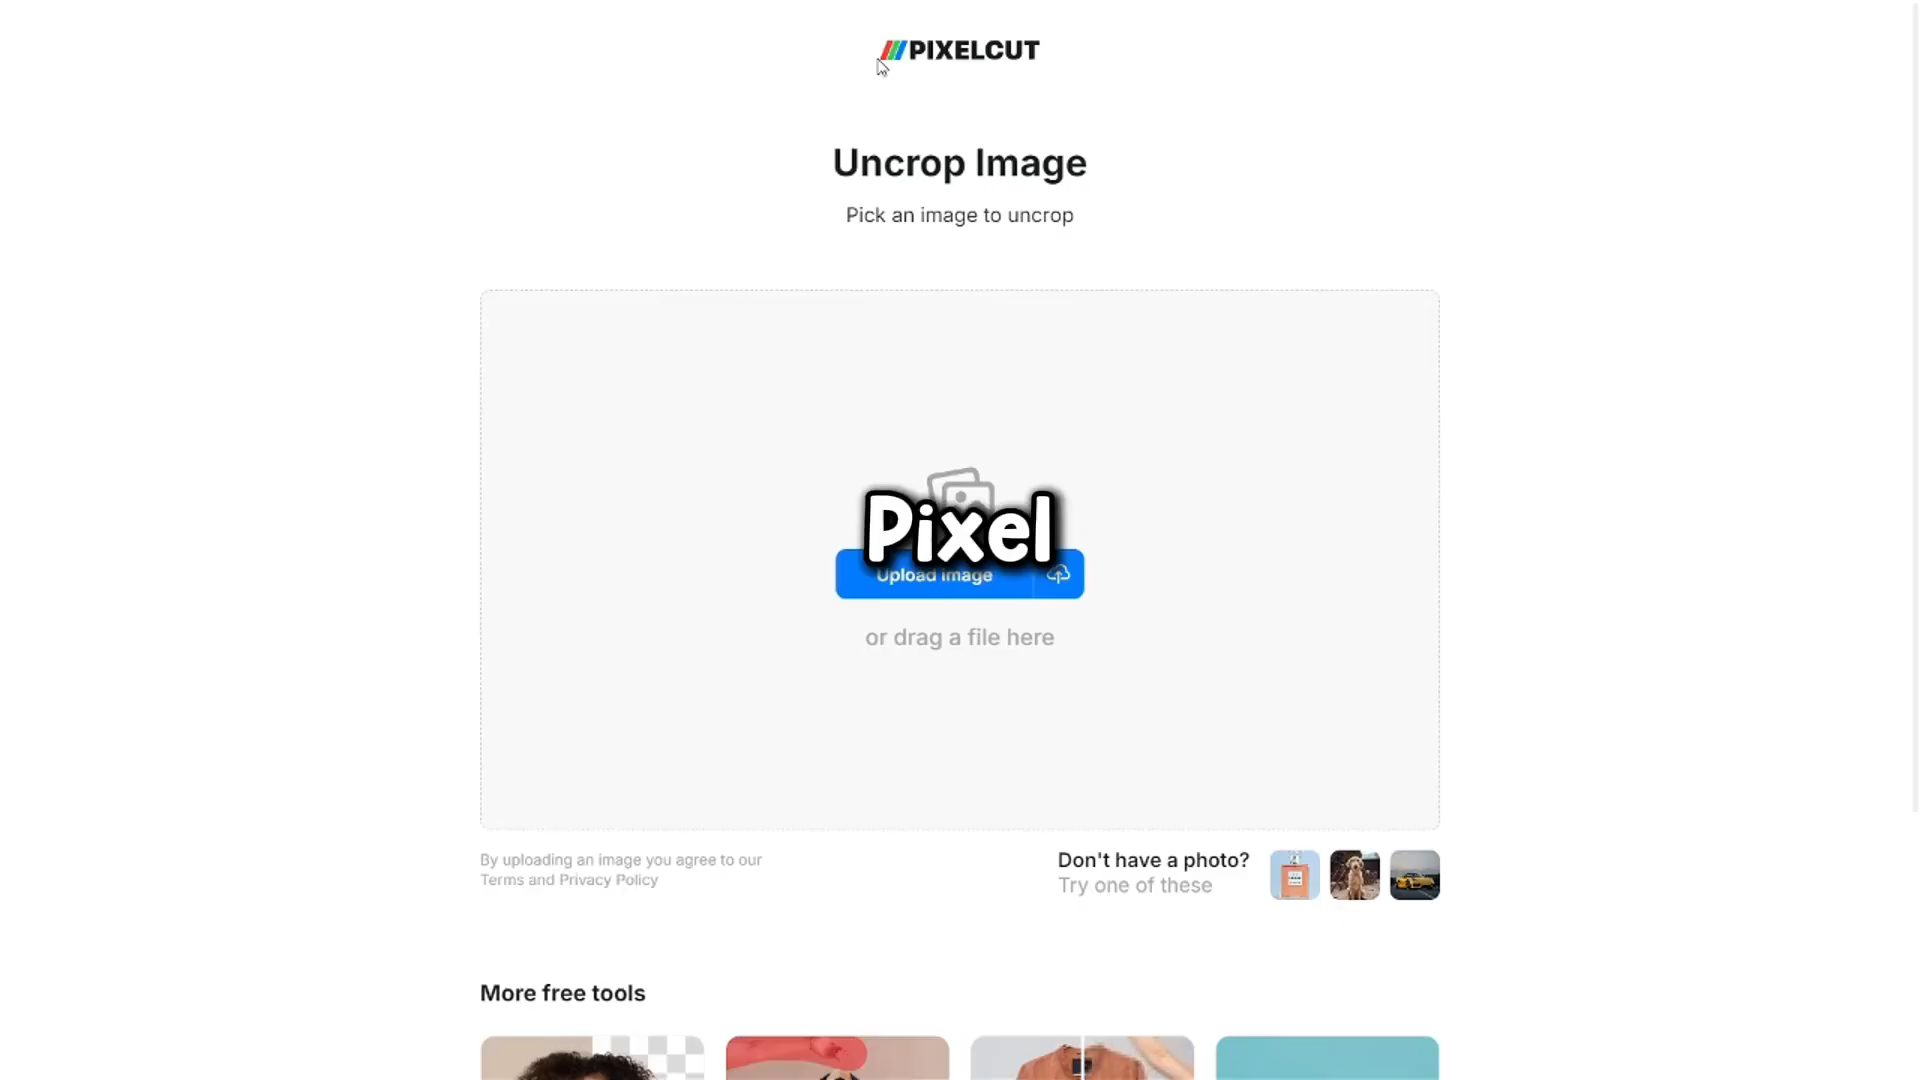 PIXELCUT
Uncrop Image
Pick an image to uncrop
Pixel
Upload image
or drag a file here
By uploading an image you agree to our
Terms and Privacy Policy
Don't have a photo?
Try one of these
More free tools